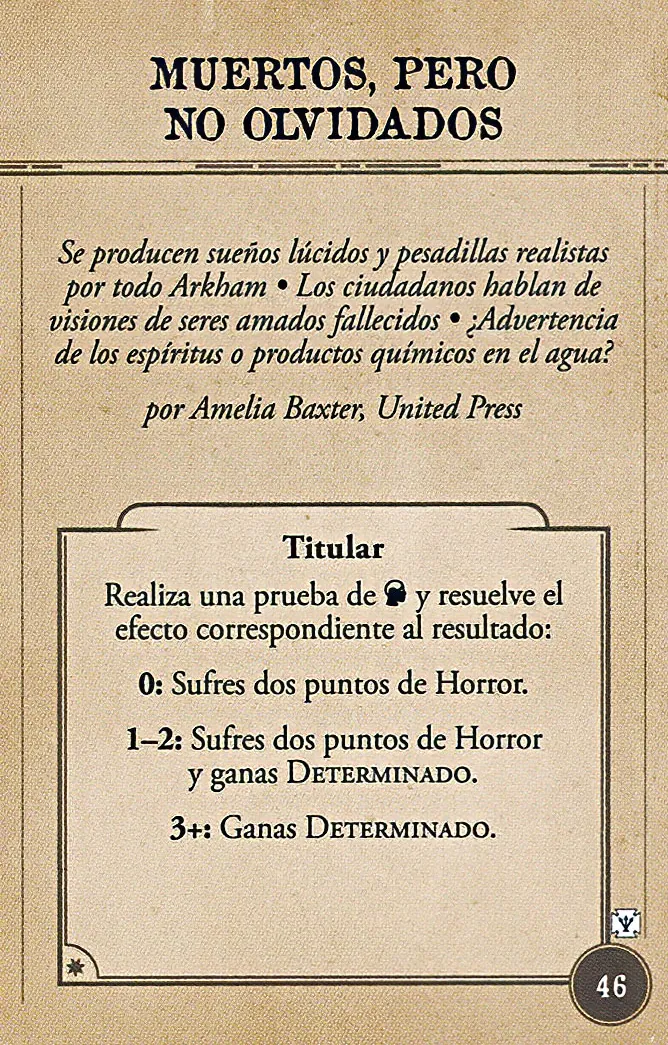 MUERTOS, PERO
NO OLVIDADOS
Se producen sueños lúcidos y pesadillas realistas
por todo Arkham • Los ciudadanos hablan de
visiones de seres amados fallecidos • ¿Advertencia
de los espíritus o productos químicos en el agua?
por Amelia Baxter, United Press
Titular
Realiza una prueba de y resuelve el
efecto correspondiente al resultado:
0: Sufres dos puntos de Horror.
1–2: Sufres dos puntos de Horror
y ganas DETERMINADO.
3+: Ganas DETERMINADO.
46